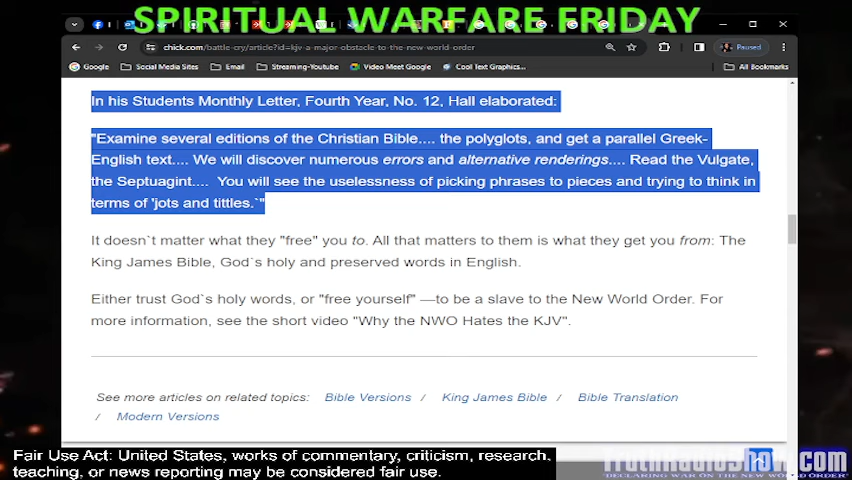 SPIRITUAL WARFARE FRIDAY
chick.com/battle-cry/article?id=kjv-a-major-obstacle-to-the-new-world-order
Paused
Google
Social Media Sites
Email
Streaming-Youtube
Video Meet Google
Cool Text Graphics...
All Bookmarks
In his Students Monthly Letter, Fourth Year, No. 12, Hall elaborated:
"Examine several editions of the Christian Bible.... the polyglots, and get a parallel Greek-
English text.... We will discover numerous errors and alternative renderings.... Read the Vulgate,
the Septuagint.... You will see the uselessness of picking phrases to pieces and trying to think in
terms of 'jots and tittles.`"
It doesn`t matter what they "free" you to. All that matters to them is what they get you from: The
King James Bible, God`s holy and preserved words in English.
Either trust God`s holy words, or "free yourself" —to be a slave to the New World Order. For
more information, see the short video "Why the NWO Hates the KJV".
See more articles on related topics: Bible Versions / King James Bible / Bible Translation
/ Modern Versions
Fair Use Act: United States, works of commentary, criticism, research,
teaching, or news reporting may be considered fair use.
TruthRadioShow.com
DECLARING WAR ON THE NEW WORLD ORDER